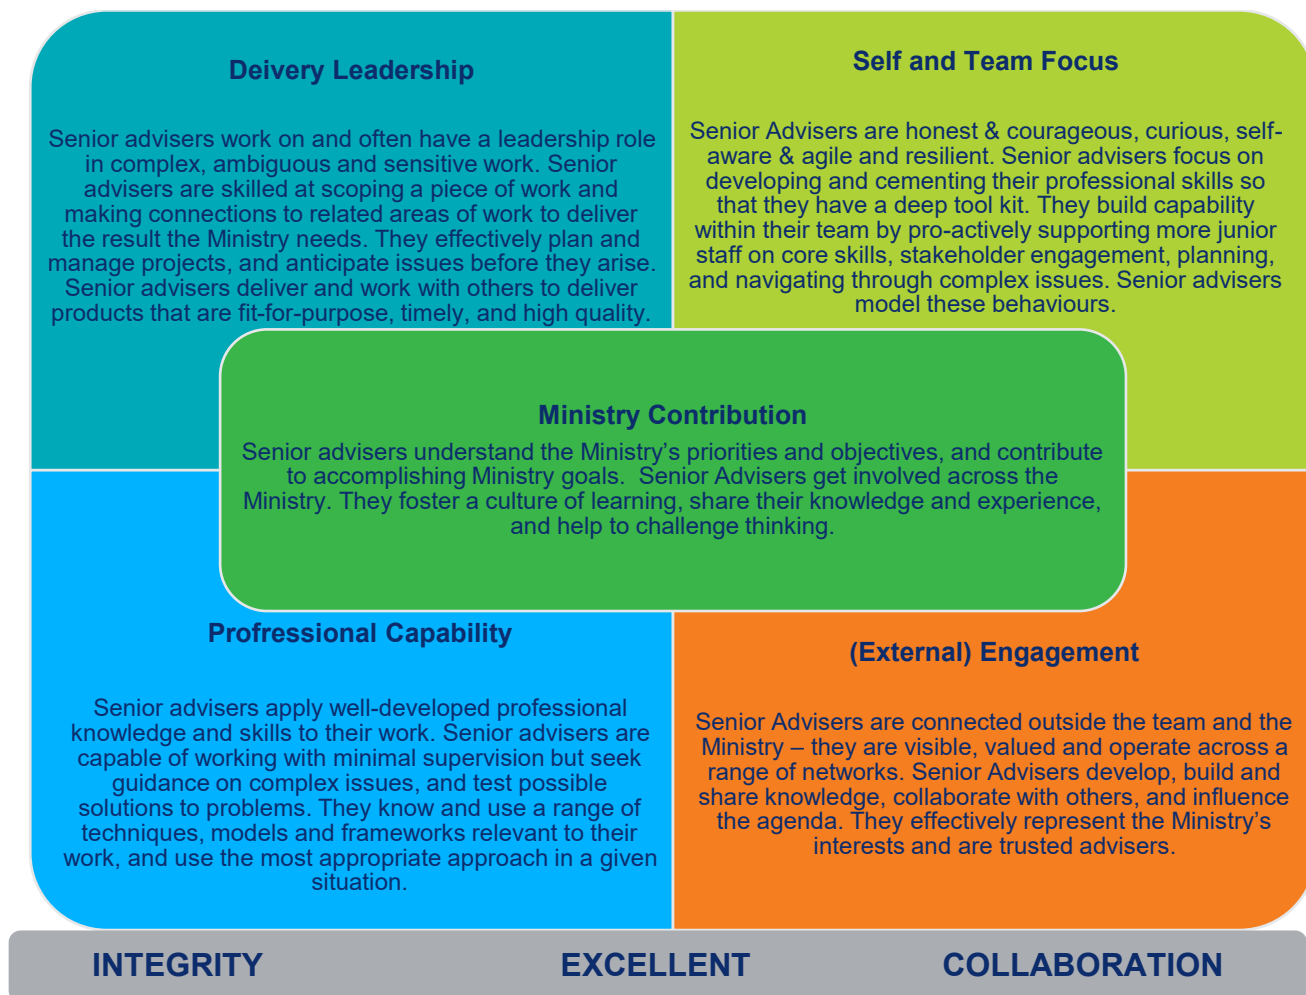 Deivery Leadership
Senior advisers work on and often have a leadership role
in complex, ambiguous and sensitive work. Senior
advisers are skilled at scoping a piece of work and
making connections to related areas of work to deliver
the result the Ministry needs. They effectively plan and
manage projects, and anticipate issues before they arise.
Senior advisers deliver and work with others to deliver
products that are fit-for-purpose, timely, and high quality.
Self and Team Focus
Senior Advisers are honest & courageous, curious, self-
aware & agile and resilient. Senior advisers focus on
developing and cementing their professional skills so
that they have a deep tool kit. They build capability
within their team by pro-actively supporting more junior
staff on core skills, stakeholder engagement, planning,
and navigating through complex issues. Senior advisers
model these behaviours.
Ministry Contribution
Senior advisers understand the Ministry’s priorities and objectives, and contribute
to accomplishing Ministry goals.  Senior Advisers get involved across the
Ministry. They foster a culture of learning, share their knowledge and experience,
and help to challenge thinking.
Profressional Capability
Senior advisers apply well-developed professional
knowledge and skills to their work. Senior advisers are
capable of working with minimal supervision but seek
guidance on complex issues, and test possible
solutions to problems. They know and use a range of
techniques, models and frameworks relevant to their
work, and use the most appropriate approach in a given
situation.
(External) Engagement
Senior Advisers are connected outside the team and the
Ministry – they are visible, valued and operate across a
range of networks. Senior Advisers develop, build and
share knowledge, collaborate with others, and influence
the agenda. They effectively represent the Ministry’s
interests and are trusted advisers.
INTEGRITY EXCELLENT COLLABORATION